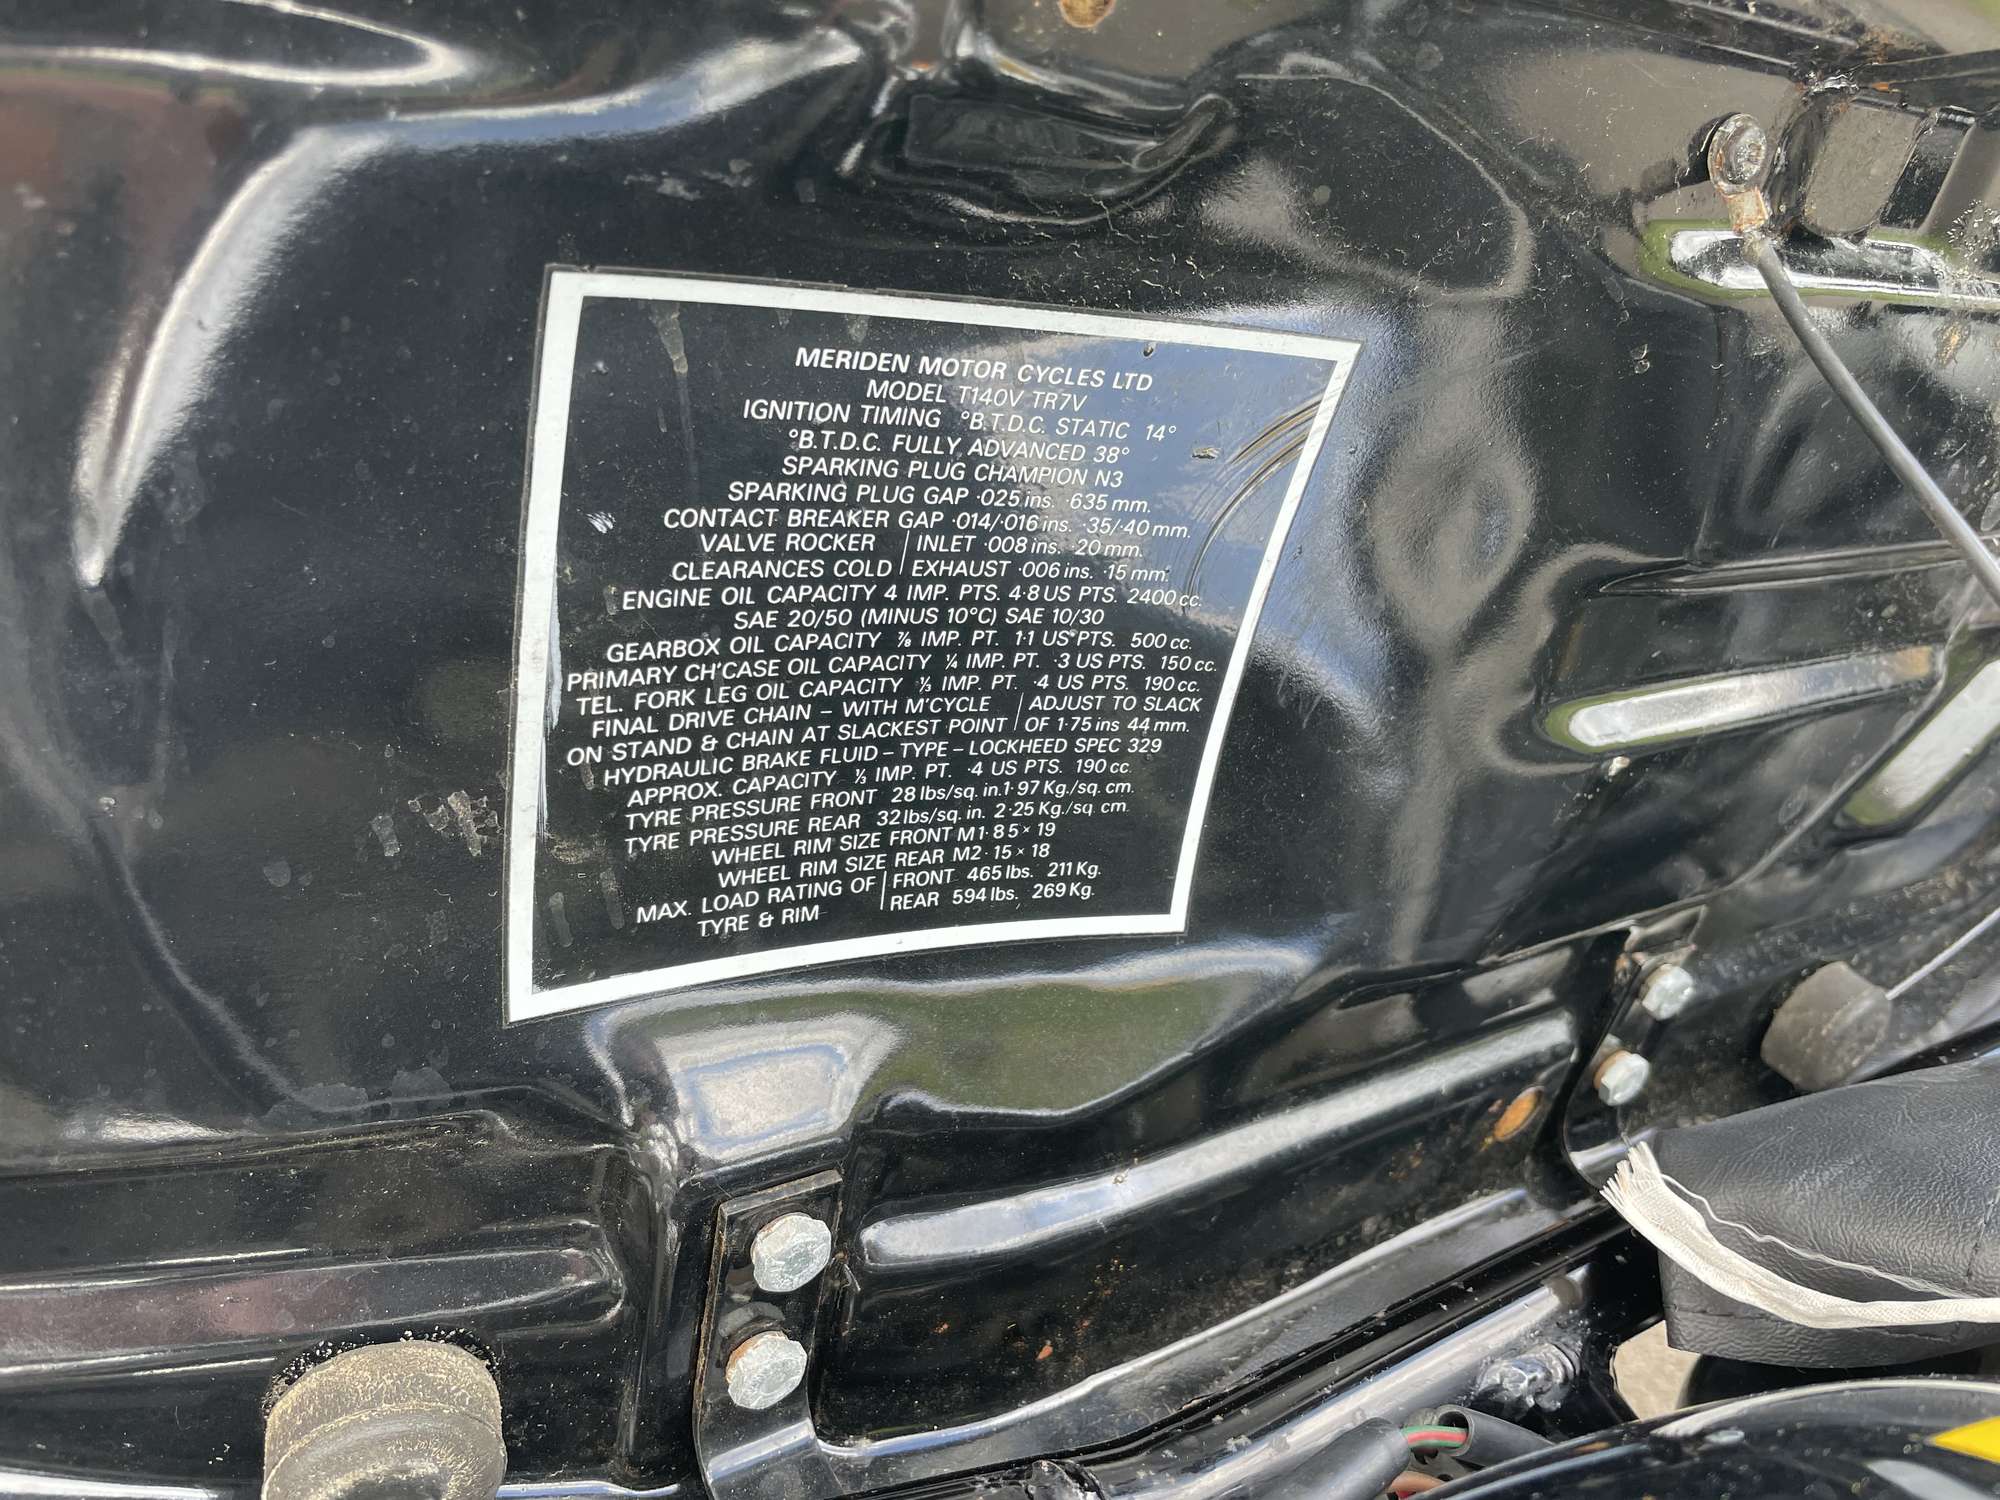 MERIDEN MOTOR CYCLES LTD
MODEL T140V TR7V
IGNITION TIMING °B.T.D.C. STATIC 14°
°B.T.D.C. FULLY ADVANCED 38°
SPARKING PLUG CHAMPION N3
SPARKING PLUG GAP ·025 ins. ·635 mm.
CONTACT BREAKER GAP ·014/·016 ins. ·35/·40 mm.
VALVE ROCKER | INLET ·008 ins. ·20 mm.
CLEARANCES COLD | EXHAUST ·006 ins. ·15 mm.
ENGINE OIL CAPACITY 4 IMP. PTS. 4·8 US PTS. 2400 cc.
SAE 20/50 (MINUS 10°C) SAE 10/30
GEARBOX OIL CAPACITY ⅞ IMP. PT. 1·1 US PTS. 500 cc.
PRIMARY CH'CASE OIL CAPACITY ¼ IMP. PT. ·3 US PTS. 150 cc.
TEL. FORK LEG OIL CAPACITY ⅓ IMP. PT. ·4 US PTS. 190 cc.
FINAL DRIVE CHAIN – WITH M'CYCLE | ADJUST TO SLACK
ON STAND & CHAIN AT SLACKEST POINT | OF 1·75 ins 44 mm.
HYDRAULIC BRAKE FLUID – TYPE – LOCKHEED SPEC 329
APPROX. CAPACITY ⅓ IMP. PT. ·4 US PTS. 190 cc.
TYRE PRESSURE FRONT 28 lbs/sq. in. 1·97 Kg./sq. cm.
TYRE PRESSURE REAR 32 lbs/sq. in. 2·25 Kg./sq. cm.
WHEEL RIM SIZE FRONT M1·85 × 19
WHEEL RIM SIZE REAR M2·15 × 18
MAX. LOAD RATING OF | FRONT 465 lbs. 211 Kg.
TYRE & RIM | REAR 594 lbs. 269 Kg.